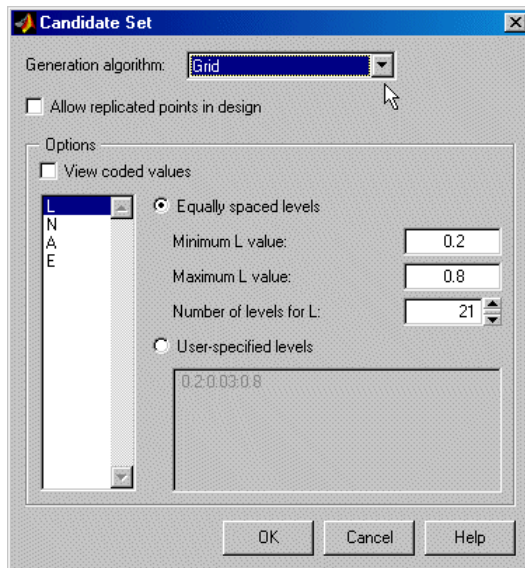 Candidate Set
Generation algorithm: Grid
Allow replicated points in design
Options
View coded values
L
N
A
E
Equally spaced levels
Minimum L value: 0.2
Maximum L value: 0.8
Number of levels for L: 21
User-specified levels
0.2:0.03:0.8
OK Cancel Help